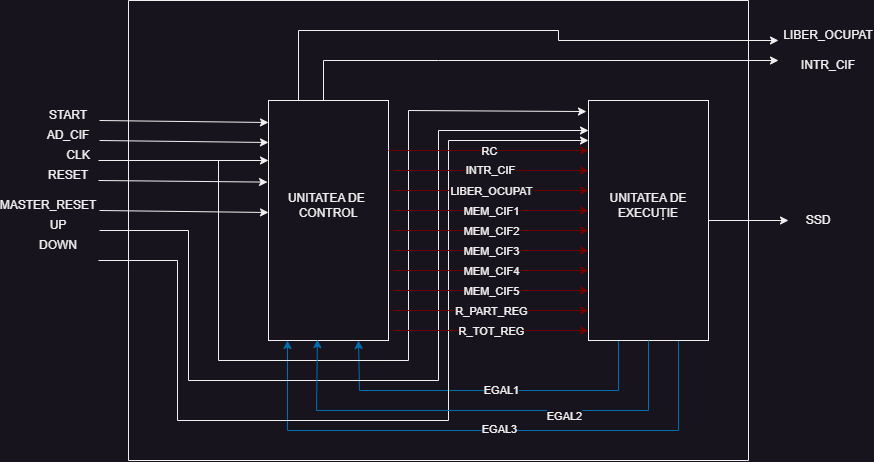 LIBER_OCUPAT
INTR_CIF
START
AD_CIF
CLK
RESET
MASTER_RESET
UP
DOWN
UNITATEA DE
CONTROL
RC
INTR_CIF
LIBER_OCUPAT
MEM_CIF1
MEM_CIF2
MEM_CIF3
MEM_CIF4
MEM_CIF5
R_PART_REG
R_TOT_REG
UNITATEA DE
EXECUȚIE
SSD
EGAL1
EGAL2
EGAL3